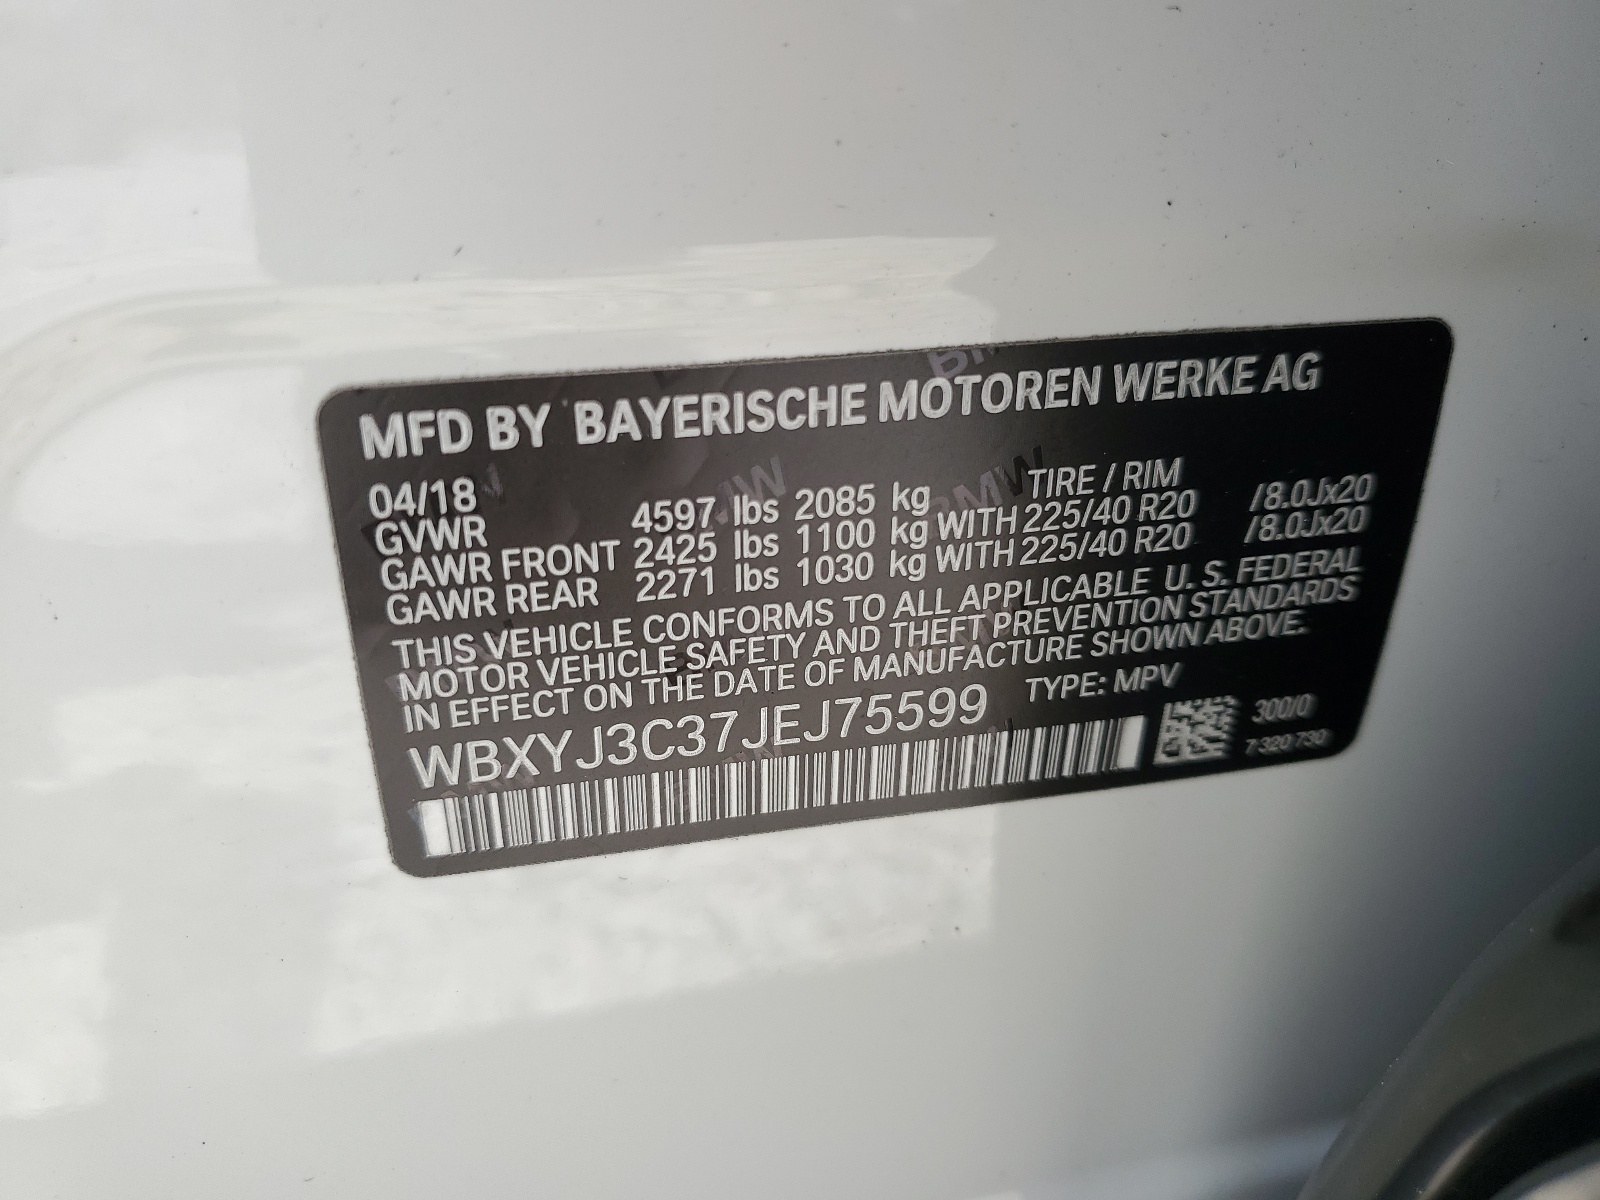 MFD BY BAYERISCHE MOTOREN WERKE AG
04/18 TIRE / RIM
GVWR 4597 lbs 2085 kg
GAWR FRONT 2425 lbs 1100 kg WITH 225/40 R20 /8.0Jx20
GAWR REAR 2271 lbs 1030 kg WITH 225/40 R20 /8.0Jx20
THIS VEHICLE CONFORMS TO ALL APPLICABLE U. S. FEDERAL
MOTOR VEHICLE SAFETY AND THEFT PREVENTION STANDARDS
IN EFFECT ON THE DATE OF MANUFACTURE SHOWN ABOVE.
WBXYJ3C37JEJ75599 TYPE: MPV
300/0
7 320 730